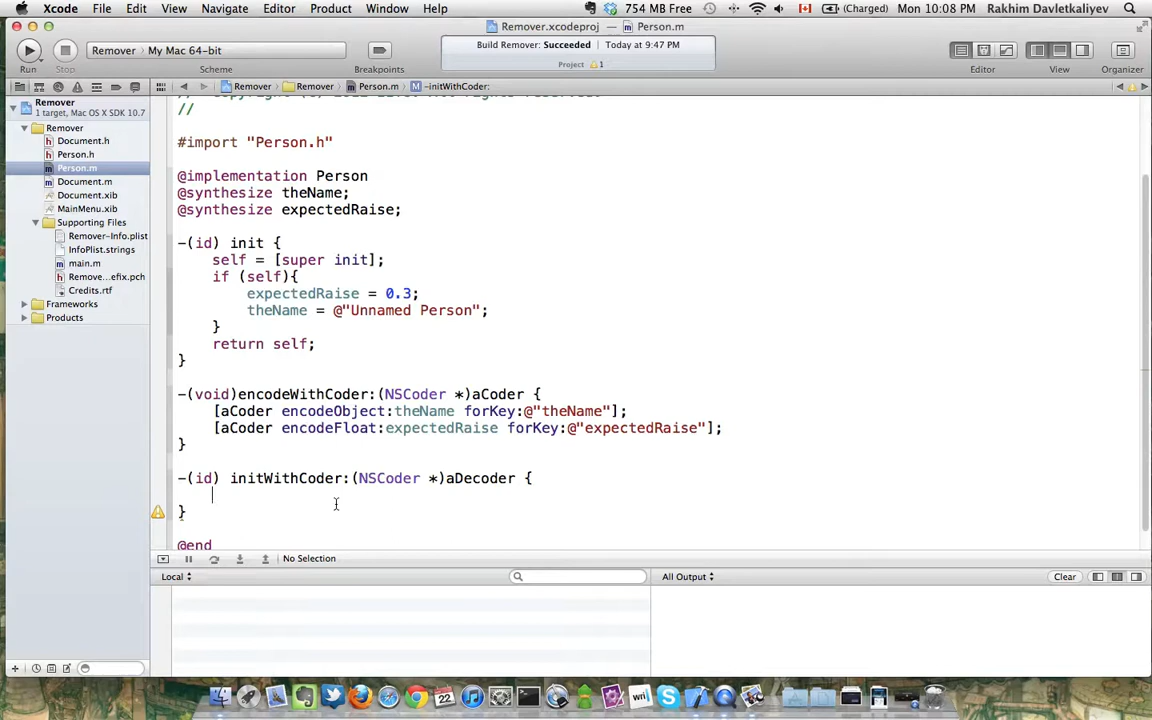 Xcode File Edit View Navigate Editor Product Window Help 754 MB Free (Charged) Mon 10:08 PM Rakhim Davletkaliyev
Remover.xcodeproj — Person.m
Run Stop Remover My Mac 64-bit Scheme Breakpoints Build Remover: Succeeded Today at 9:47 PM Project 1 Editor View Organizer
Remover Remover Person.m M -initWithCoder:
Remover
1 target, Mac OS X SDK 10.7
Remover
Document.h
Person.h
Person.m
Document.m
Document.xib
MainMenu.xib
Supporting Files
Remover-Info.plist
InfoPlist.strings
main.m
Remove...efix.pch
Credits.rtf
Frameworks
Products
//
#import "Person.h"
@implementation Person
@synthesize theName;
@synthesize expectedRaise;
-(id) init {
self = [super init];
if (self){
expectedRaise = 0.3;
theName = @"Unnamed Person";
}
return self;
}
-(void)encodeWithCoder:(NSCoder *)aCoder {
[aCoder encodeObject:theName forKey:@"theName"];
[aCoder encodeFloat:expectedRaise forKey:@"expectedRaise"];
}
-(id) initWithCoder:(NSCoder *)aDecoder {
}
@end
No Selection
Local All Output Clear
22 wri